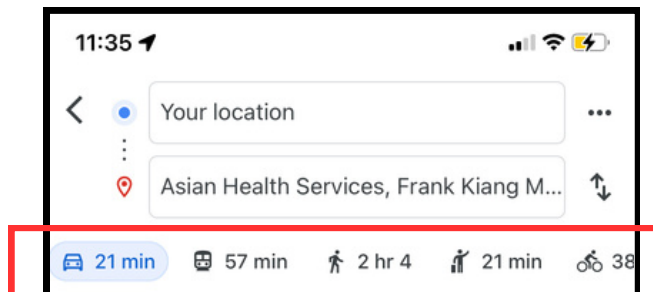 11:35
Your location
Asian Health Services, Frank Kiang M...
21 min 57 min 2 hr 4 21 min 38